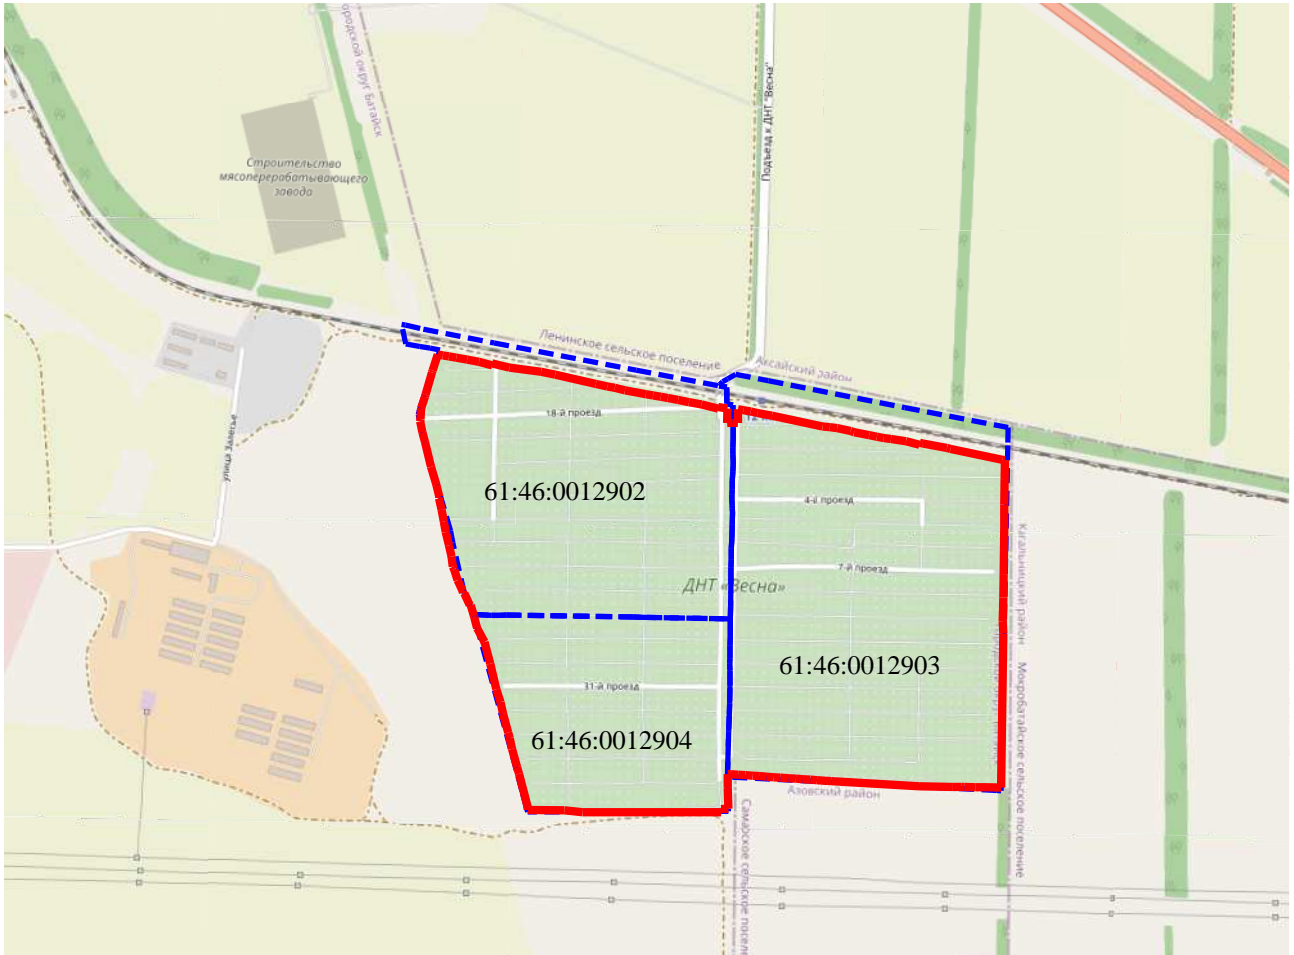 городской округ Батайск
Подъезд к ДНТ "Весна"
Строительство
мясоперерабатывающего
завода
Ленинское сельское поселение
Аксайский район
улица Залесье
18-й проезд
61:46:0012902
4-й проезд
7-й проезд
ДНТ «Весна»
Кагальницкий район
Мокробатайское сельское поселение
61:46:0012903
31-й проезд
61:46:0012904
Азовский район
Самарское сельское